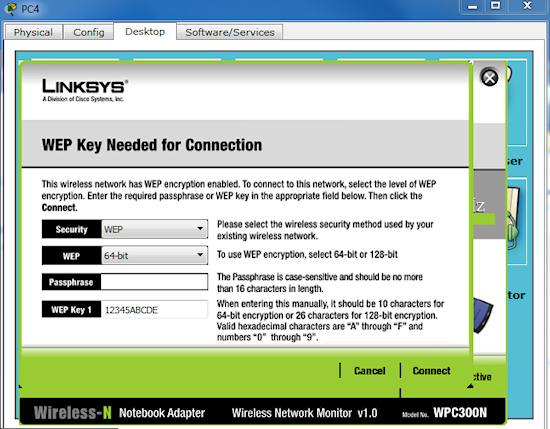 PC4
Physical Config Desktop Software/Services
LINKSYS®
A Division of Cisco Systems, Inc.
WEP Key Needed for Connection
This wireless network has WEP encryption enabled. To connect to this network, select the level of WEP
encryption. Enter the required passphrase or WEP key in the appropriate field below. Then click the
Connect.
Security WEP
Please select the wireless security method used by your
existing wireless network.
WEP 64-bit
To use WEP encryption, select 64-bit or 128-bit
Passphrase
The Passphrase is case-sensitive and should be no more
than 16 characters in length.
WEP Key 1 12345ABCDE
When entering this manually, it should be 10 characters for
64-bit encryption or 26 characters for 128-bit encryption.
Valid hexadecimal characters are "A" through "F" and
numbers "0" through "9".
Cancel Connect
Wireless-N Notebook Adapter Wireless Network Monitor v1.0 Model No. WPC300N